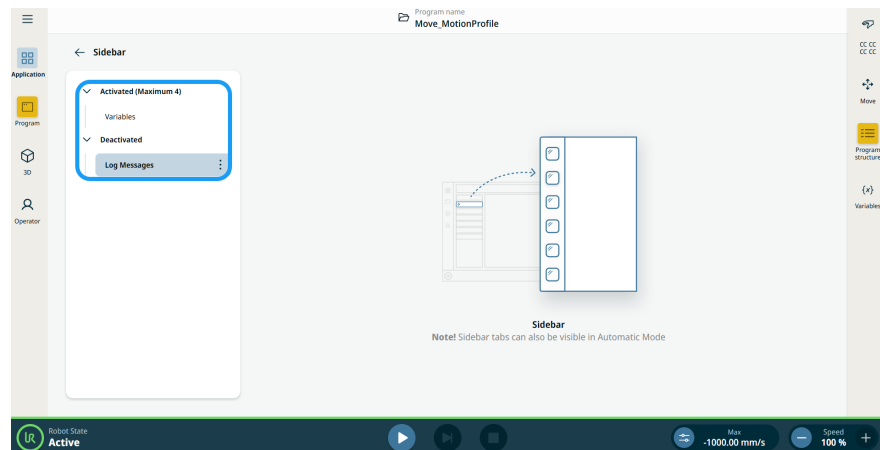 Program name
Move_MotionProfile
Sidebar
Application
Program
3D
Operator
Activated (Maximum 4)
Variables
Deactivated
Log Messages
Sidebar
Note! Sidebar tabs can also be visible in Automatic Mode
CC CC
CC CC
Move
Program
structure
{x}
Variables
UR
Robot State
Active
Max
-1000.00 mm/s
Speed
100 %